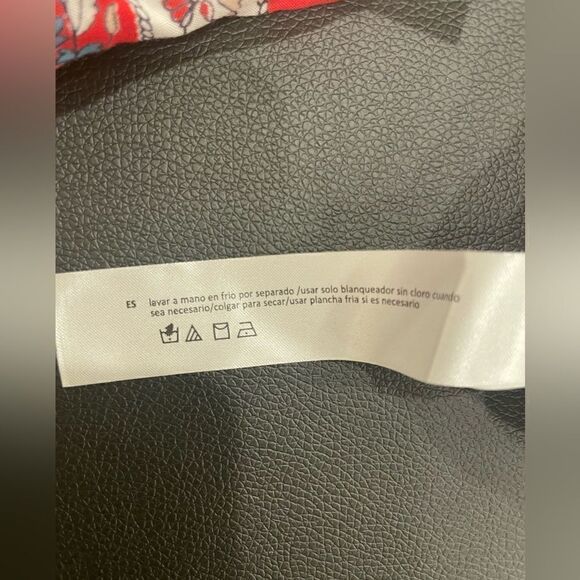 ES lavar a mano en frio por separado /usar solo blanqueador sin cloro cuando
sea necesario/colgar para secar/usar plancha fria si es necesario